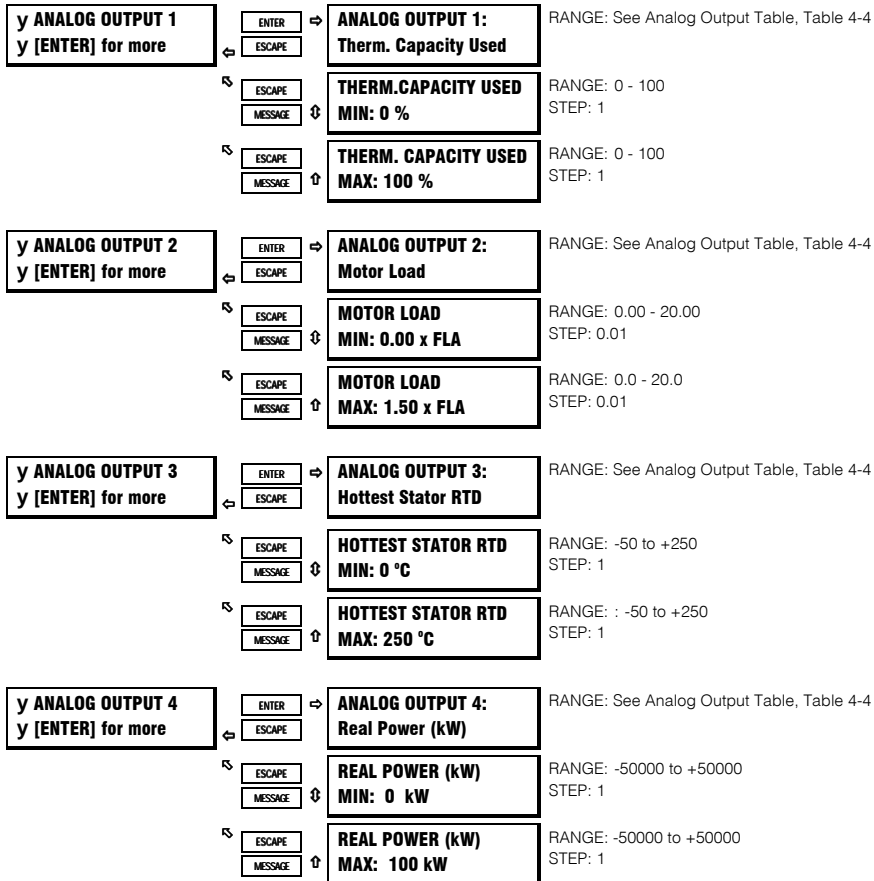 y ANALOG OUTPUT 1
y [ENTER] for more
ENTER ⇨
⇦ ESCAPE
ANALOG OUTPUT 1:
Therm. Capacity Used
RANGE: See Analog Output Table, Table 4-4
ESCAPE
MESSAGE ⇳
THERM.CAPACITY USED
MIN: 0 %
RANGE: 0 - 100
STEP: 1
ESCAPE
MESSAGE ⇧
THERM. CAPACITY USED
MAX: 100 %
RANGE: 0 - 100
STEP: 1
y ANALOG OUTPUT 2
y [ENTER] for more
ENTER ⇨
⇦ ESCAPE
ANALOG OUTPUT 2:
Motor Load
RANGE: See Analog Output Table, Table 4-4
ESCAPE
MESSAGE ⇳
MOTOR LOAD
MIN: 0.00 x FLA
RANGE: 0.00 - 20.00
STEP: 0.01
ESCAPE
MESSAGE ⇧
MOTOR LOAD
MAX: 1.50 x FLA
RANGE: 0.0 - 20.0
STEP: 0.01
y ANALOG OUTPUT 3
y [ENTER] for more
ENTER ⇨
⇦ ESCAPE
ANALOG OUTPUT 3:
Hottest Stator RTD
RANGE: See Analog Output Table, Table 4-4
ESCAPE
MESSAGE ⇳
HOTTEST STATOR RTD
MIN: 0 ºC
RANGE: -50 to +250
STEP: 1
ESCAPE
MESSAGE ⇧
HOTTEST STATOR RTD
MAX: 250 ºC
RANGE: : -50 to +250
STEP: 1
y ANALOG OUTPUT 4
y [ENTER] for more
ENTER ⇨
⇦ ESCAPE
ANALOG OUTPUT 4:
Real Power (kW)
RANGE: See Analog Output Table, Table 4-4
ESCAPE
MESSAGE ⇳
REAL POWER (kW)
MIN: 0 kW
RANGE: -50000 to +50000
STEP: 1
ESCAPE
MESSAGE ⇧
REAL POWER (kW)
MAX: 100 kW
RANGE: -50000 to +50000
STEP: 1